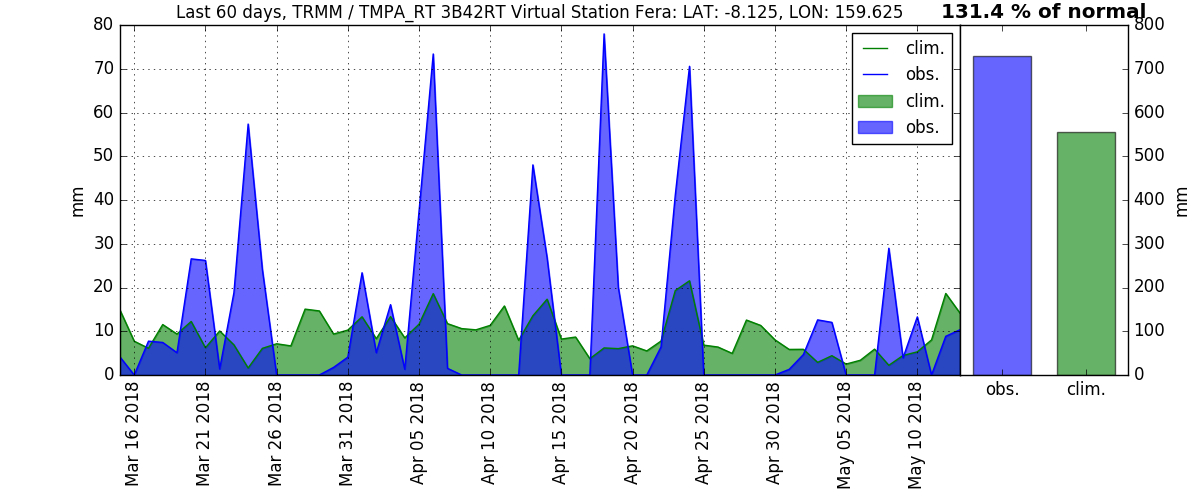 Last 60 days, TRMM / TMPA_RT 3B42RT Virtual Station Fera: LAT: -8.125, LON: 159.625
131.4 % of normal
80
70
60
50
40
30
20
10
0
mm
clim.
obs.
clim.
obs.
Mar 16 2018
Mar 21 2018
Mar 26 2018
Mar 31 2018
Apr 05 2018
Apr 10 2018
Apr 15 2018
Apr 20 2018
Apr 25 2018
Apr 30 2018
May 05 2018
May 10 2018
800
700
600
500
400
300
200
100
0
mm
obs.
clim.